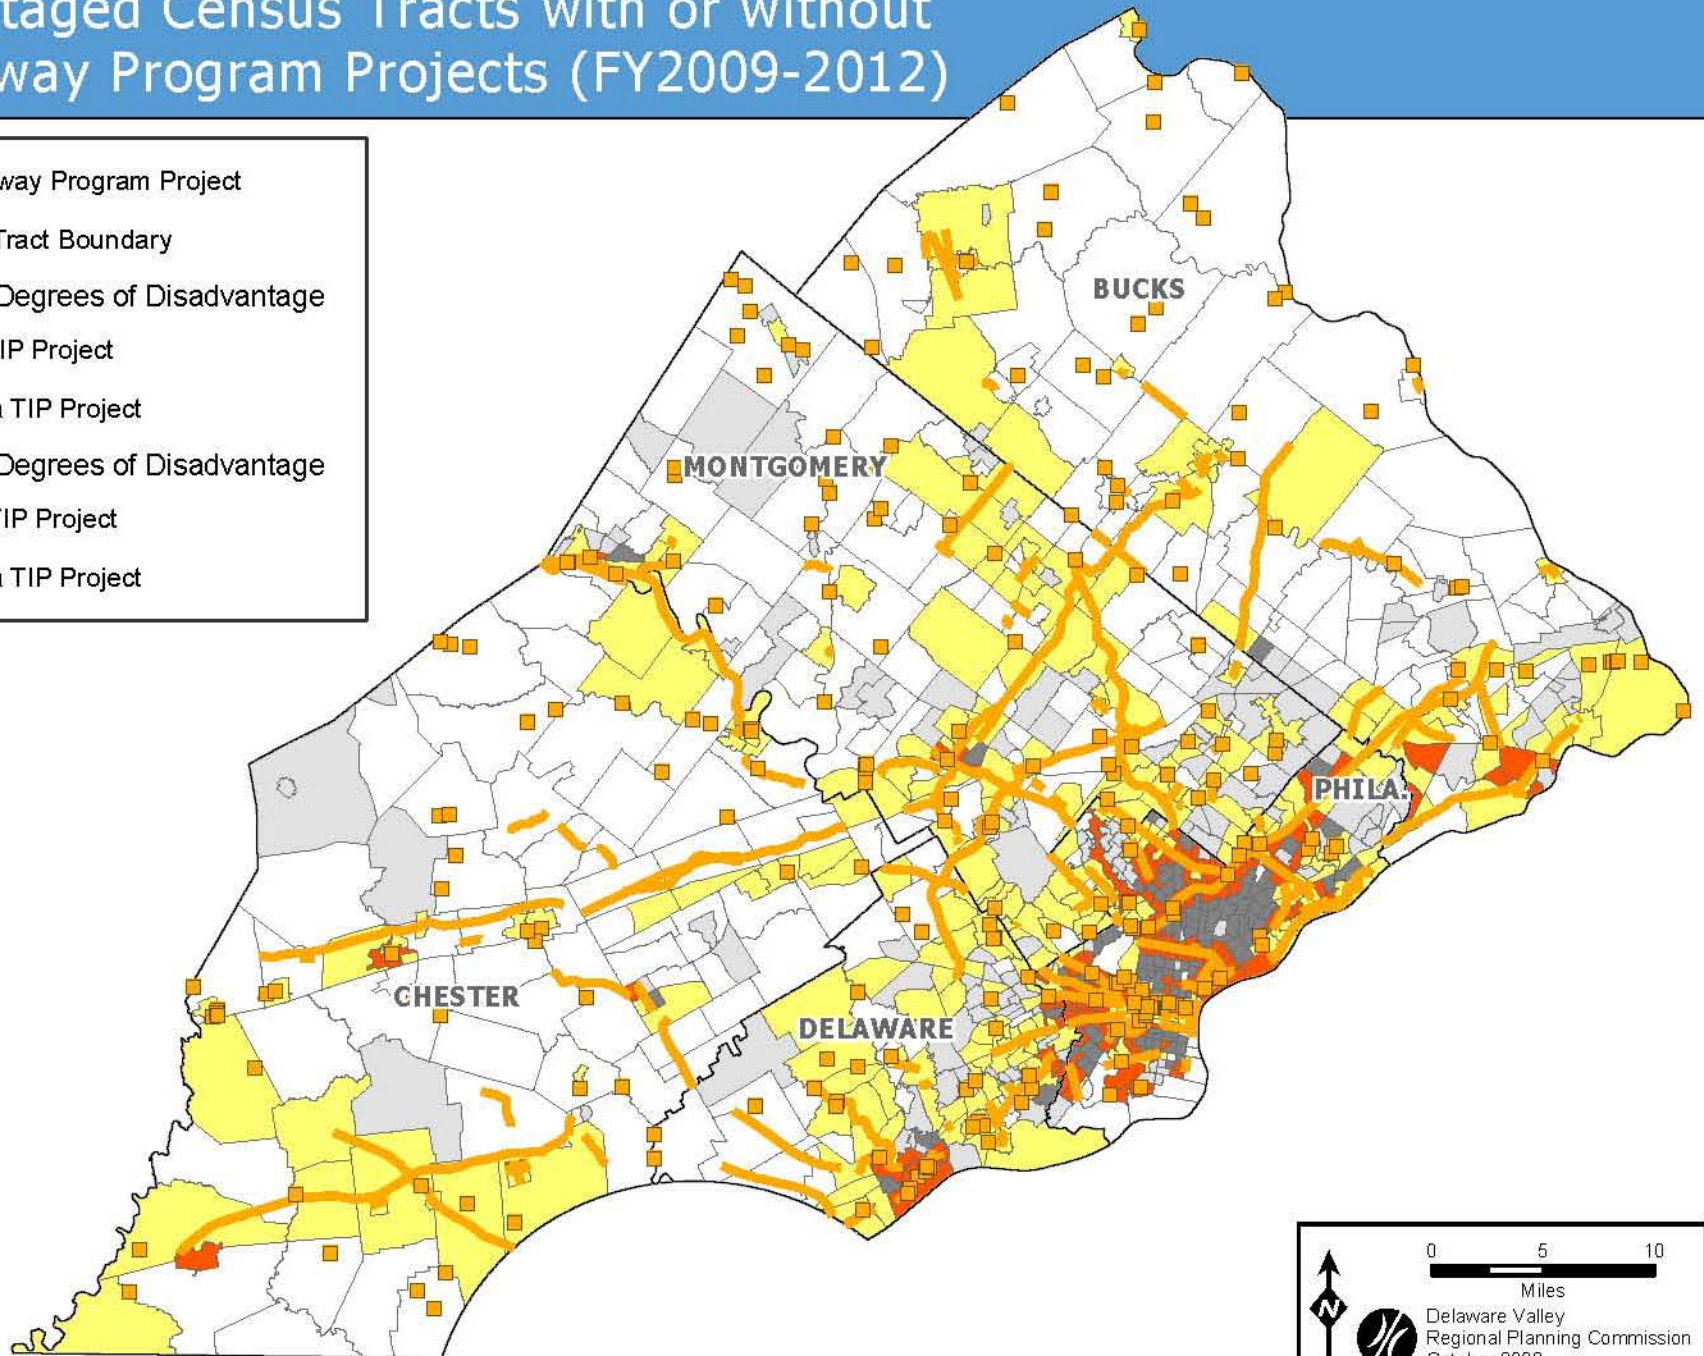 taged Census Tracts with or without
way Program Projects (FY2009-2012)
way Program Project
Tract Boundary
Degrees of Disadvantage
IP Project
TIP Project
Degrees of Disadvantage
TIP Project
TIP Project
BUCKS
MONTGOMERY
PHILA.
CHESTER
DELAWARE
0 5 10
Miles
N
Delaware Valley
Regional Planning Commission